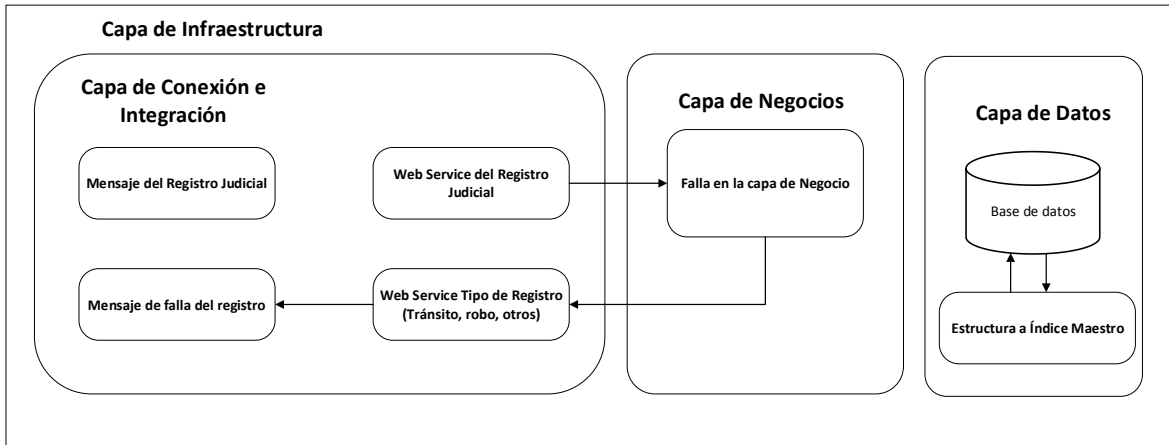 Capa de Infraestructura
Capa de Conexión e
Integración
Mensaje del Registro Judicial
Web Service del Registro
Judicial
Mensaje de falla del registro
Web Service Tipo de Registro
(Tránsito, robo, otros)
Capa de Negocios
Falla en la capa de Negocio
Capa de Datos
Base de datos
Estructura a Índice Maestro